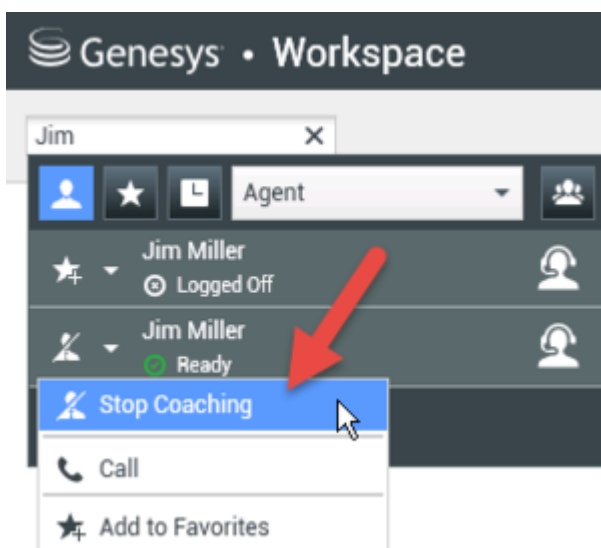 Genesys • Workspace
Jim
Agent
Jim Miller
Logged Off
Jim Miller
Ready
Stop Coaching
Call
Add to Favorites